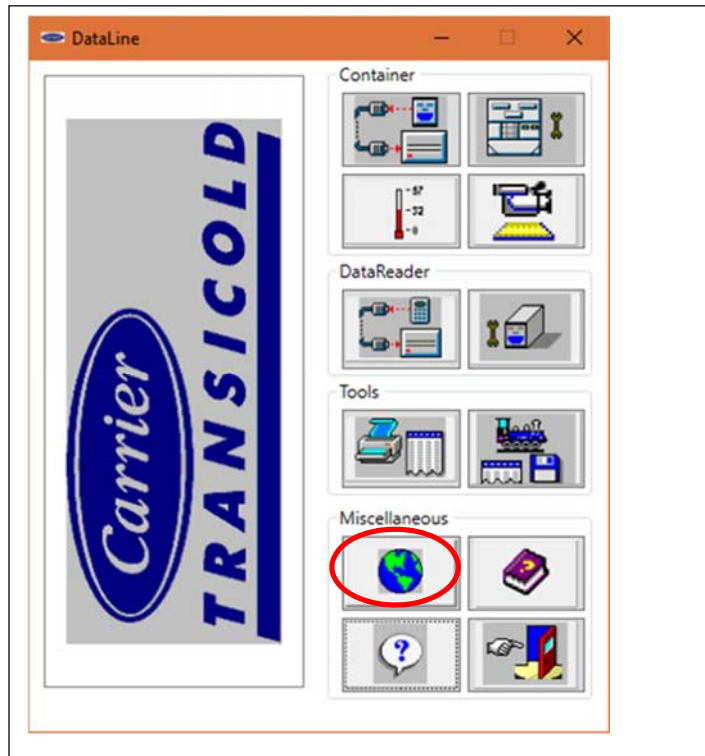 DataLine
Carrier
TRANSICOLD
Container
57
32
0
DataReader
Tools
Miscellaneous
?
?